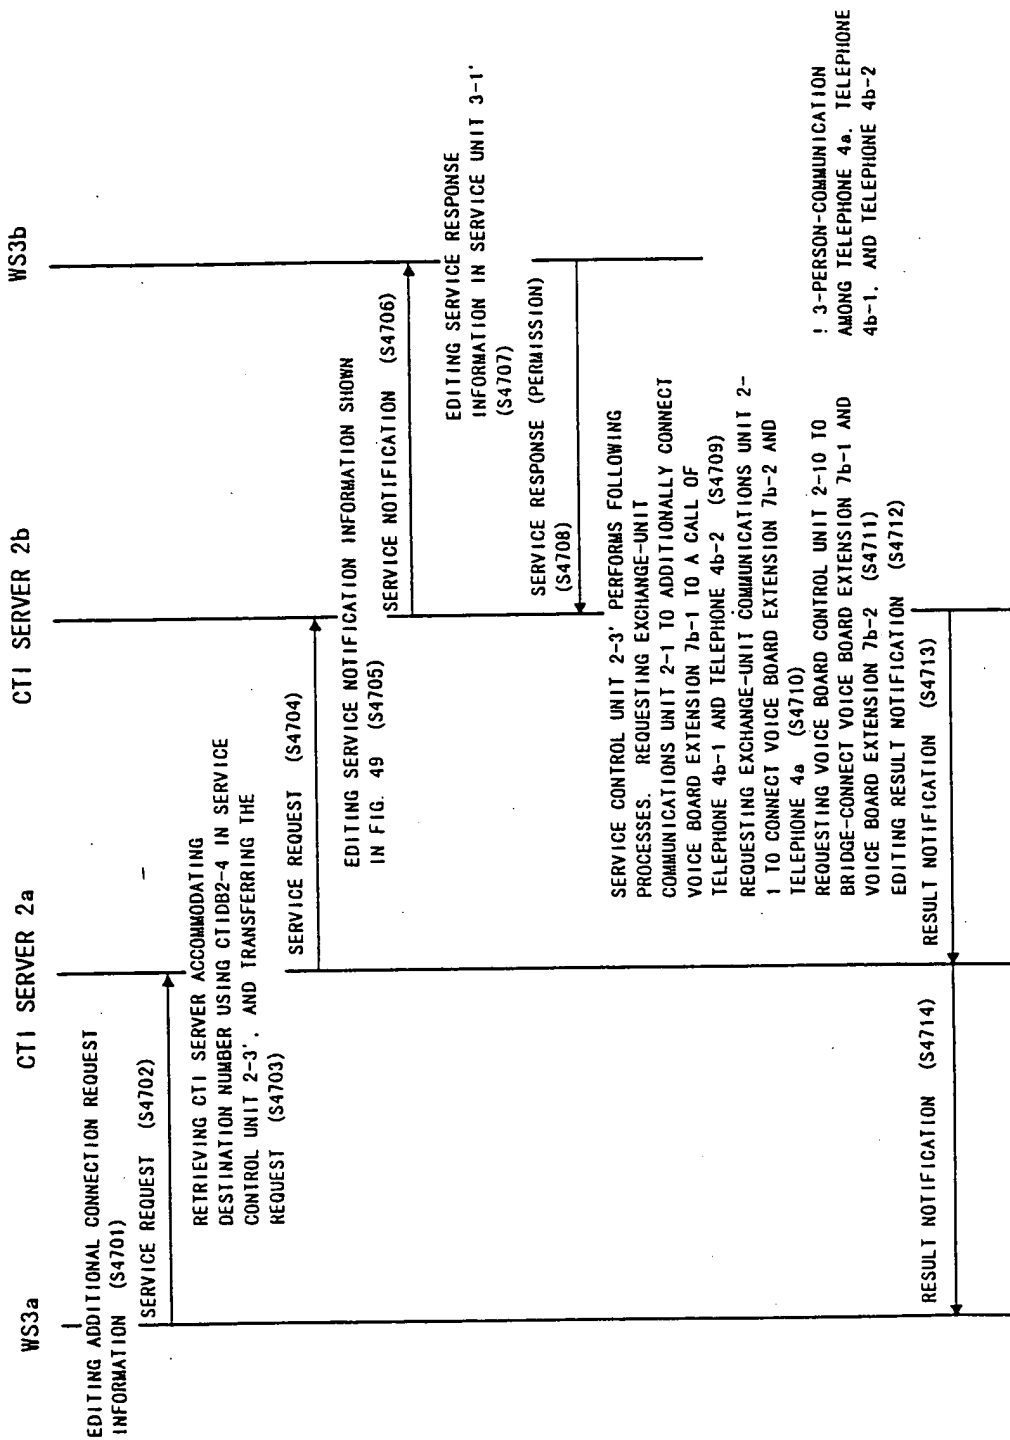 WS3a
CTI SERVER 2a
CTI SERVER 2b
WS3b
EDITING ADDITIONAL CONNECTION REQUEST
INFORMATION (S4701)
SERVICE REQUEST (S4702)
RETRIEVING CTI SERVER ACCOMMODATING
DESTINATION NUMBER USING CTIDB2-4 IN SERVICE
CONTROL UNIT 2-3', AND TRANSFERRING THE
REQUEST (S4703)
SERVICE REQUEST (S4704)
EDITING SERVICE NOTIFICATION INFORMATION SHOWN
IN FIG. 49 (S4705)
SERVICE NOTIFICATION (S4706)
EDITING SERVICE RESPONSE
INFORMATION IN SERVICE UNIT 3-1'
(S4707)
SERVICE RESPONSE (PERMISSION)
(S4708)
SERVICE CONTROL UNIT 2-3' PERFORMS FOLLOWING
PROCESSES. REQUESTING EXCHANGE-UNIT
COMMUNICATIONS UNIT 2-1 TO ADDITIONALLY CONNECT
VOICE BOARD EXTENSION 7b-1 TO A CALL OF
TELEPHONE 4b-1 AND TELEPHONE 4b-2 (S4709)
REQUESTING EXCHANGE-UNIT COMMUNICATIONS UNIT 2-
1 TO CONNECT VOICE BOARD EXTENSION 7b-2 AND
TELEPHONE 4a (S4710)
REQUESTING VOICE BOARD CONTROL UNIT 2-10 TO
BRIDGE-CONNECT VOICE BOARD EXTENSION 7b-1 AND
VOICE BOARD EXTENSION 7b-2 (S4711)
EDITING RESULT NOTIFICATION (S4712)
! 3-PERSON-COMMUNICATION
AMONG TELEPHONE 4a, TELEPHONE
4b-1, AND TELEPHONE 4b-2
RESULT NOTIFICATION (S4713)
RESULT NOTIFICATION (S4714)